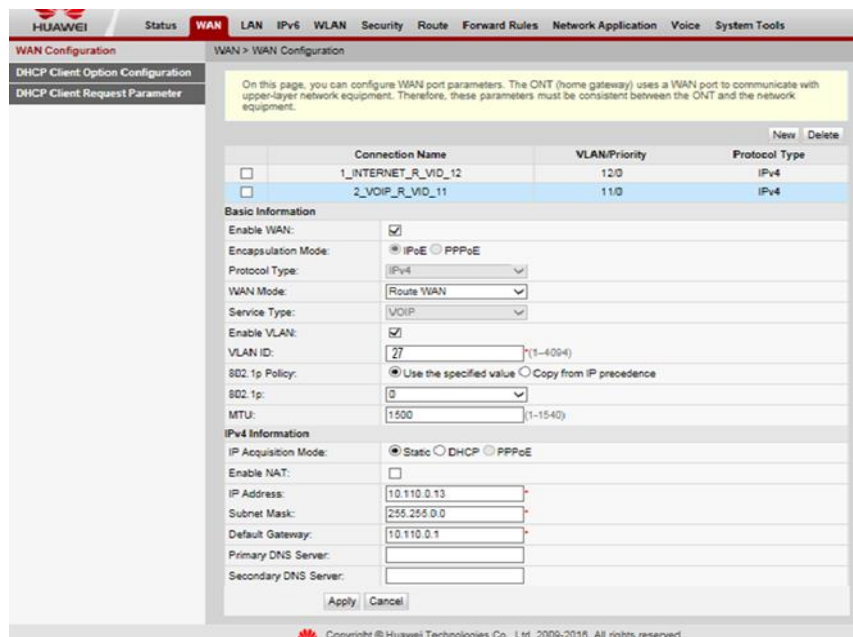 HUAWEI
Status WAN LAN IPv6 WLAN Security Route Forward Rules Network Application Voice System Tools
WAN Configuration
WAN > WAN Configuration
DHCP Client Option Configuration
DHCP Client Request Parameter
On this page, you can configure WAN port parameters. The ONT (home gateway) uses a WAN port to communicate with
upper-layer network equipment. Therefore, these parameters must be consistent between the ONT and the network
equipment.
New Delete
Connection Name VLAN/Priority Protocol Type
1_INTERNET_R_VID_12 12/0 IPv4
2_VOIP_R_VID_11 11/0 IPv4
Basic Information
Enable WAN:
Encapsulation Mode: IPoE PPPoE
Protocol Type: IPv4
WAN Mode: Route WAN
Service Type: VOIP
Enable VLAN:
VLAN ID: 27 *(1–4094)
802.1p Policy: Use the specified value Copy from IP precedence
802.1p: 0
MTU: 1500 (1-1540)
IPv4 Information
IP Acquisition Mode: Static DHCP PPPoE
Enable NAT:
IP Address: 10.110.0.13 *
Subnet Mask: 255.255.0.0 *
Default Gateway: 10.110.0.1 *
Primary DNS Server:
Secondary DNS Server:
Apply Cancel
Copyright © Huawei Technologies Co., Ltd. 2009-2016. All rights reserved.